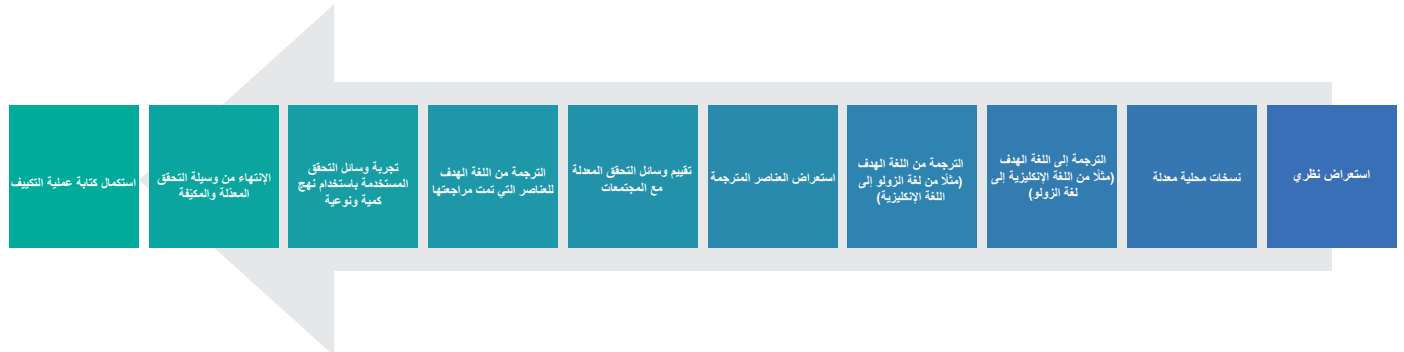 استعراض نظري
نسخات محلية معدلة
الترجمة إلى اللغة الهدف
(مثلًا من اللغة الإنكليزية إلى
لغة الزولو)
الترجمة من اللغة الهدف
(مثلًا من لغة الزولو إلى
اللغة الإنكليزية)
استعراض العناصر المترجمة
تقييم وسائل التحقق المعدلة
مع المجتمعات
الترجمة من اللغة الهدف
للعناصر التي تمت مراجعتها
تجربة وسائل التحقق
المستخدمة باستخدام نهج
كمية ونوعية
الإنتهاء من وسيلة التحقق
المعدّلة والمكيّفة
استكمال كتابة عملية التكييف